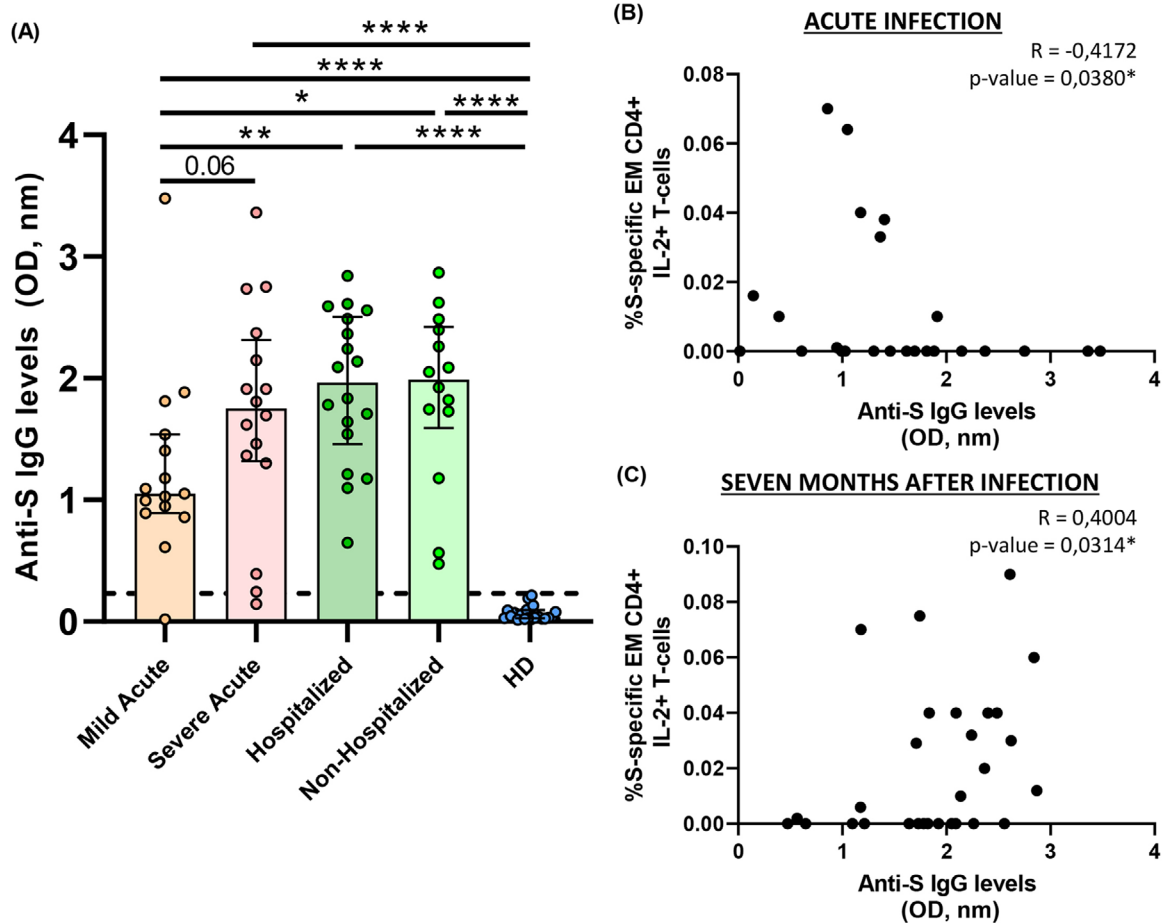 (A)
****
****
*
****
**
****
0.06
4
3
2
1
0
Anti-S IgG levels (OD, nm)
Mild Acute
Severe Acute
Hospitalized
Non-Hospitalized
HD
(B)
ACUTE INFECTION
R = -0,4172
p-value = 0,0380*
0.08
0.06
0.04
0.02
0.00
%S-specific EM CD4+
IL-2+ T-cells
0 1 2 3 4
Anti-S IgG levels
(OD, nm)
(C)
SEVEN MONTHS AFTER INFECTION
R = 0,4004
p-value = 0,0314*
0.10
0.08
0.06
0.04
0.02
0.00
%S-specific EM CD4+
IL-2+ T-cells
0 1 2 3 4
Anti-S IgG levels
(OD, nm)